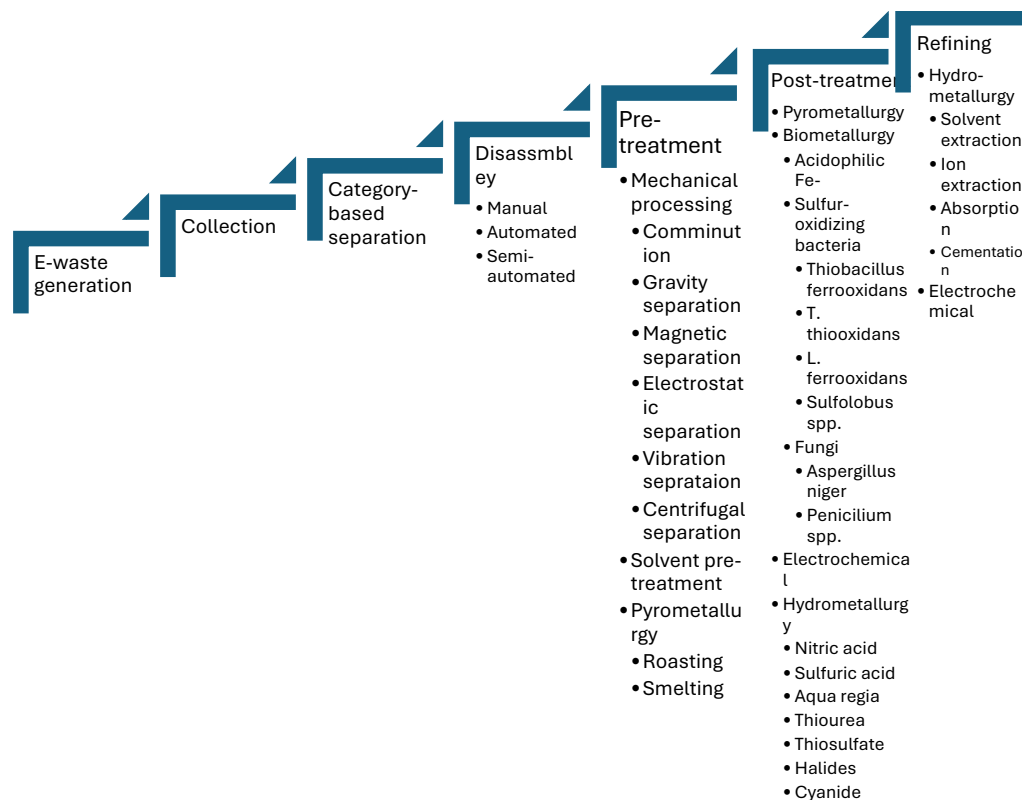 E-waste
generation
Collection
Category-
based
separation
Disassmbl
ey
• Manual
• Automated
• Semi-
automated
Pre-
treatment
• Mechanical
processing
• Comminut
ion
• Gravity
separation
• Magnetic
separation
• Electrostat
ic
separation
• Vibration
seprataion
• Centrifugal
separation
• Solvent pre-
treatment
• Pyrometallu
rgy
• Roasting
• Smelting
Post-treatmen
• Pyrometallurgy
• Biometallurgy
• Acidophilic
Fe-
• Sulfur-
oxidizing
bacteria
• Thiobacillus
ferrooxidans
• T.
thiooxidans
• L.
ferrooxidans
• Sulfolobus
spp.
• Fungi
• Aspergillus
niger
• Penicilium
spp.
• Electrochemica
l
• Hydrometallurg
y
• Nitric acid
• Sulfuric acid
• Aqua regia
• Thiourea
• Thiosulfate
• Halides
• Cyanide
Refining
• Hydro-
metallurgy
• Solvent
extraction
• Ion
extraction
• Absorptio
n
• Cementatio
n
• Electroche
mical